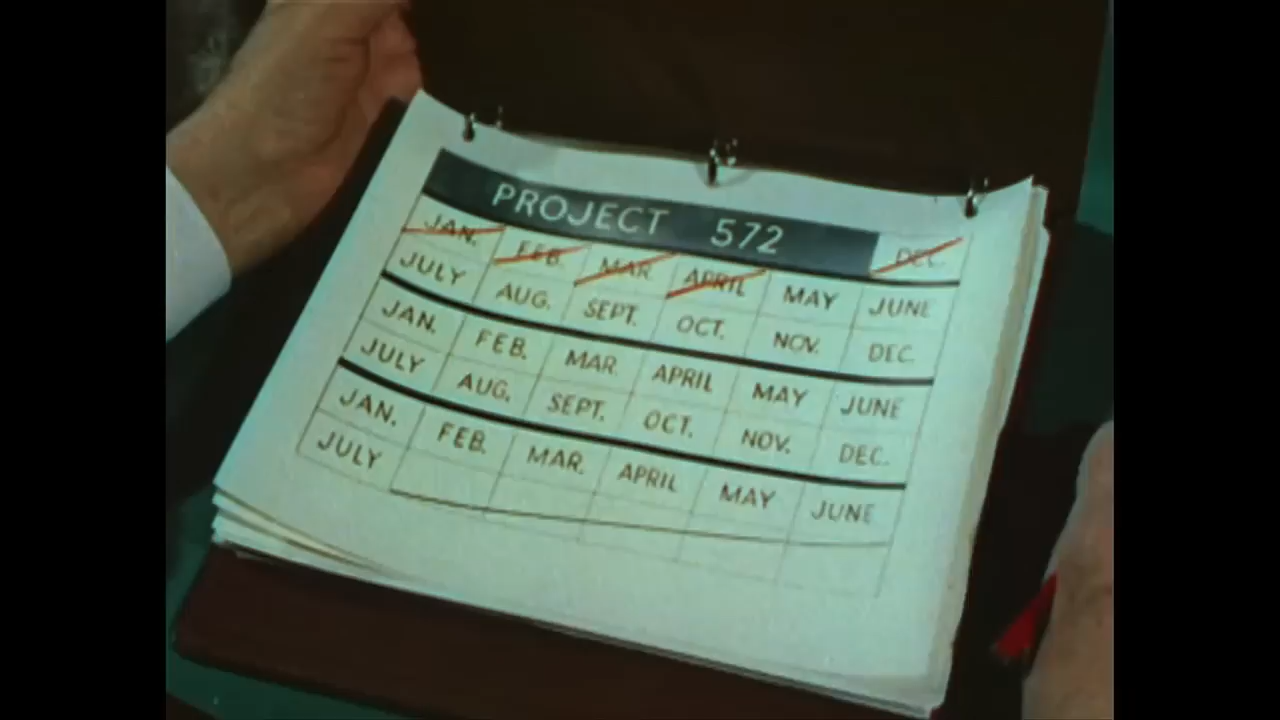 PROJECT 572
DEC.
JAN. FEB. MAR. APRIL MAY JUNE
JULY AUG. SEPT. OCT. NOV. DEC.
JAN. FEB. MAR. APRIL MAY JUNE
JULY AUG. SEPT. OCT. NOV. DEC.
JAN. FEB. MAR. APRIL MAY JUNE
JULY